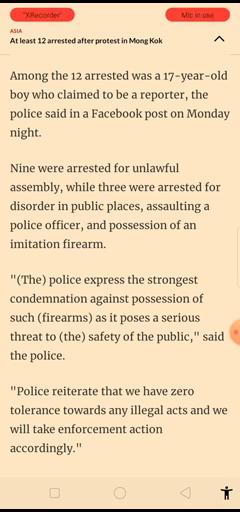 "XRecorder"
Mic in use
ASIA
At least 12 arrested after protest in Mong Kok
Among the 12 arrested was a 17-year-old
boy who claimed to be a reporter, the
police said in a Facebook post on Monday
night.
Nine were arrested for unlawful
assembly, while three were arrested for
disorder in public places, assaulting a
police officer, and possession of an
imitation firearm.
"(The) police express the strongest
condemnation against possession of
such (firearms) as it poses a serious
threat to (the) safety of the public," said
the police.
"Police reiterate that we have zero
tolerance towards any illegal acts and we
will take enforcement action
accordingly."